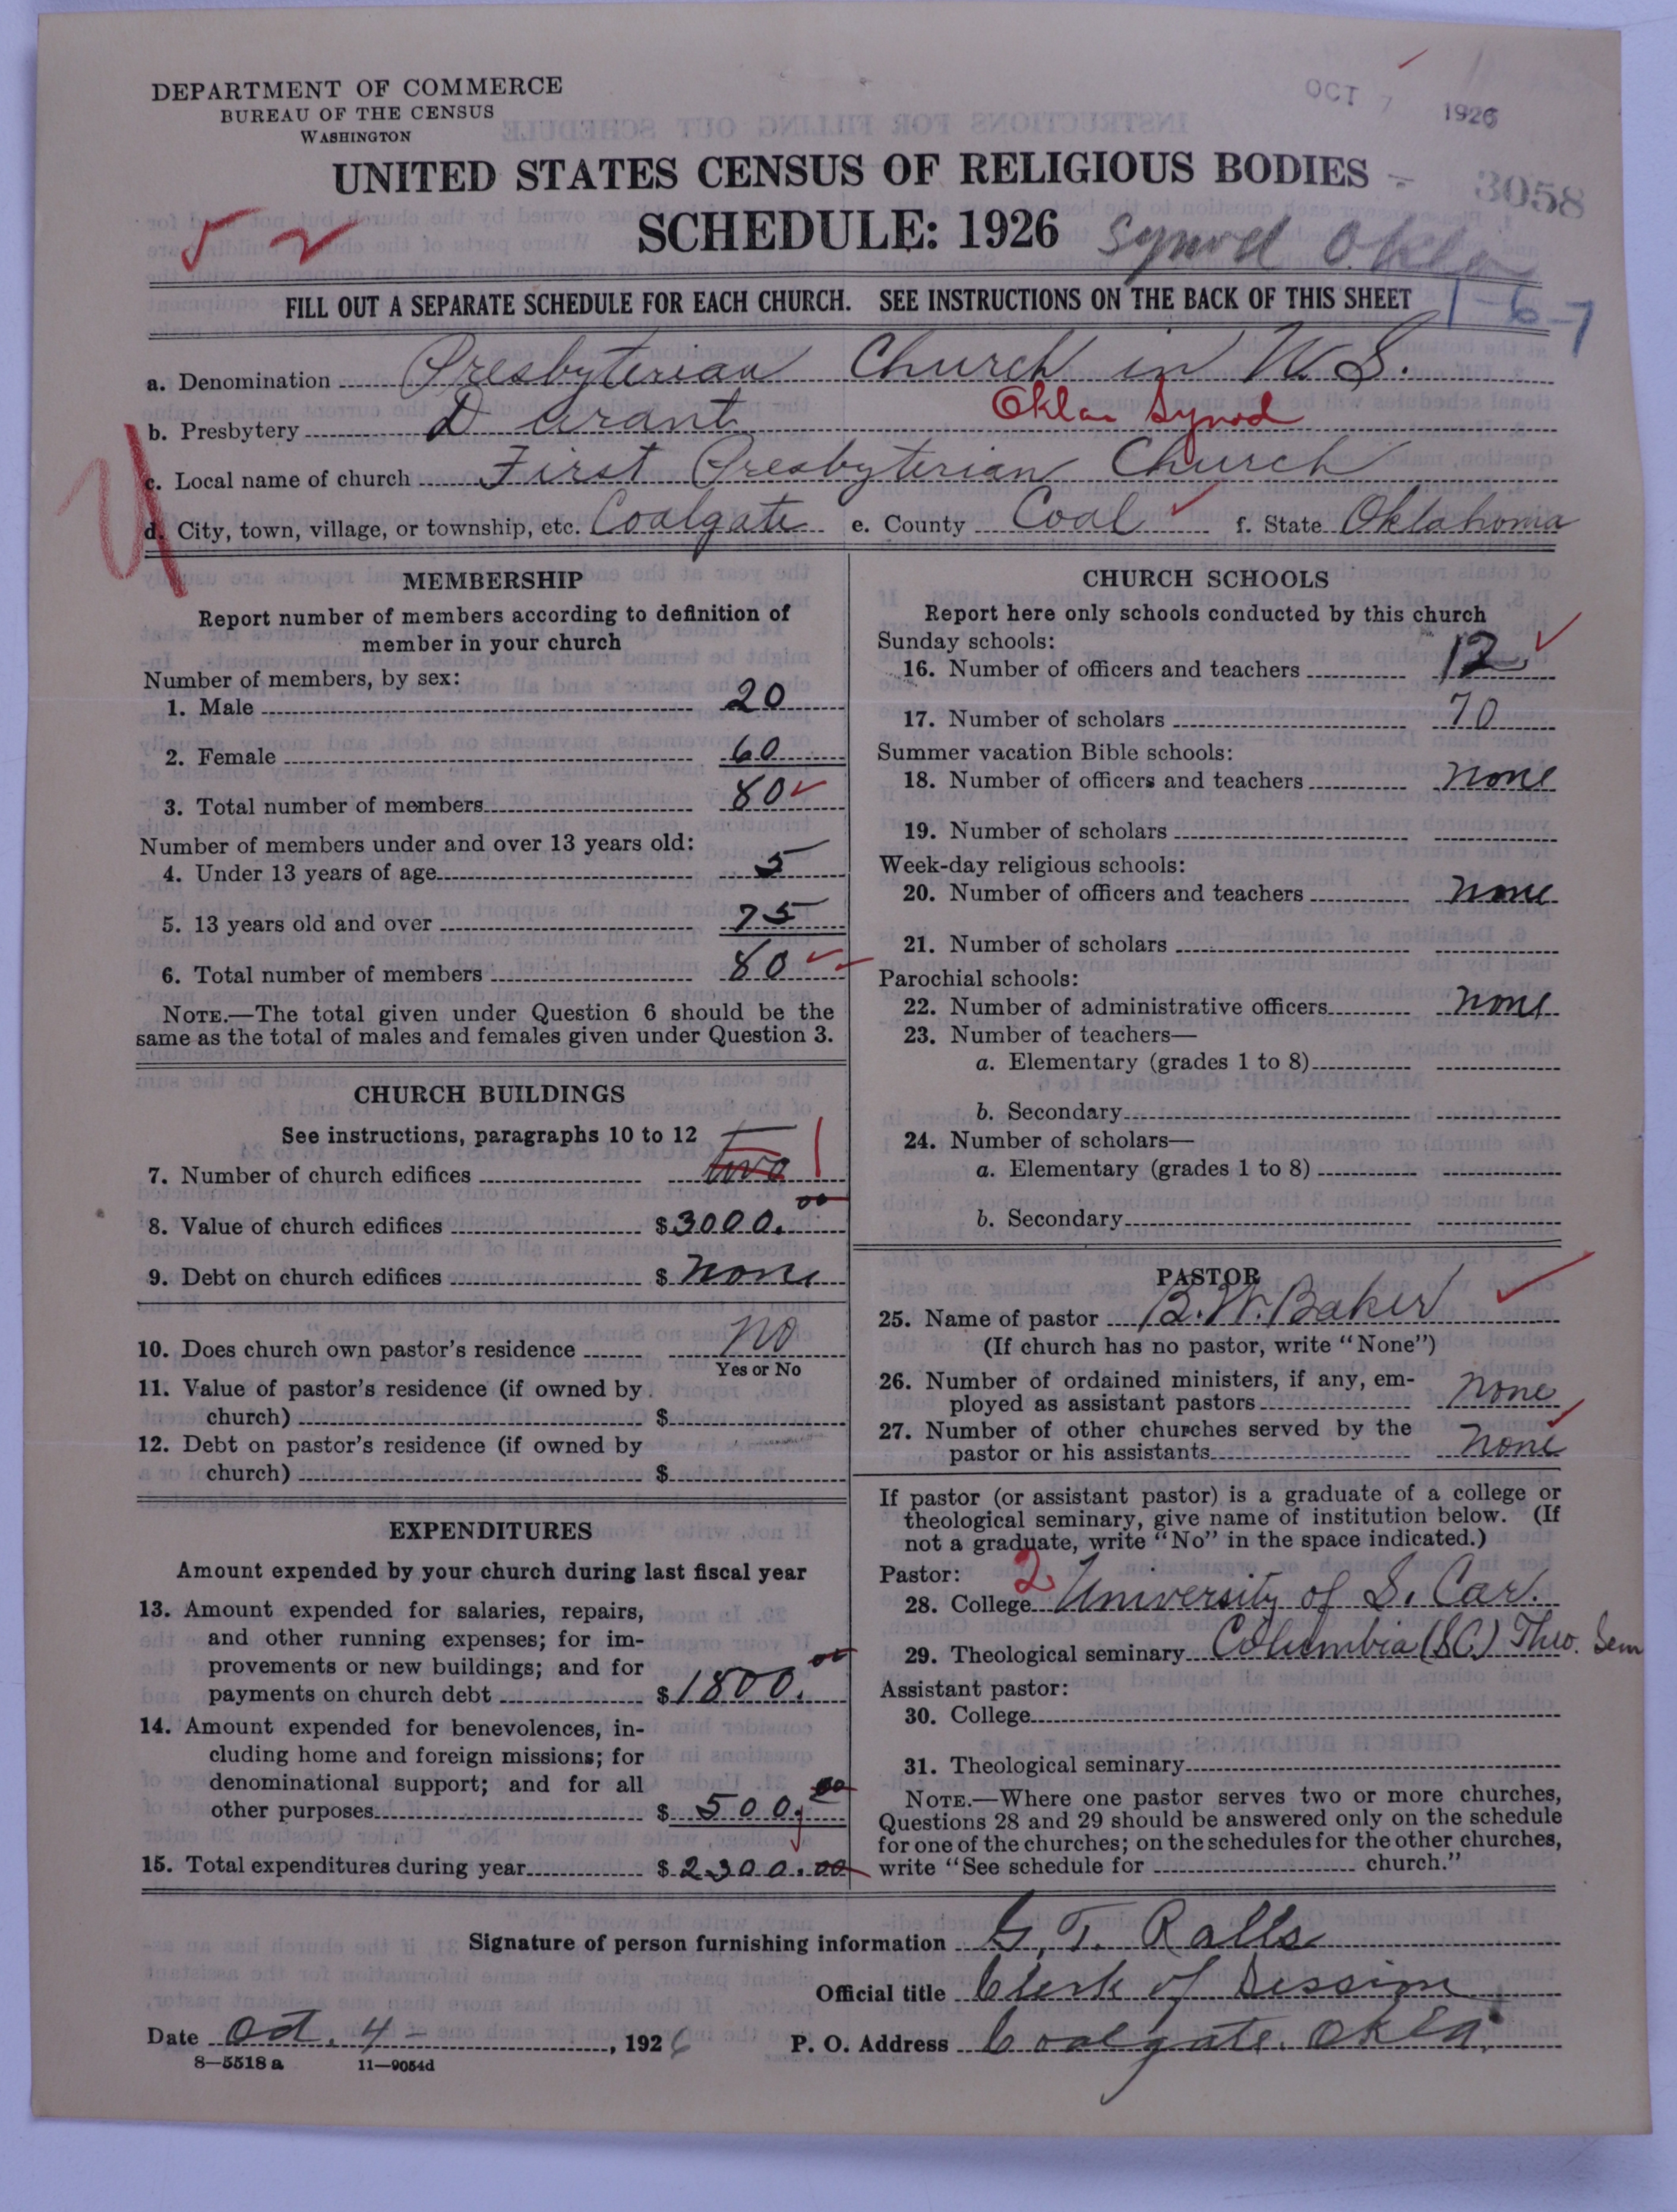 DEPARTMENT OF COMMERCE
BUREAU OF THE CENSUS
WASHINGTON
OCT 7 1926
UNITED STATES CENSUS OF RELIGIOUS BODIES
3058
SCHEDULE: 1926
Synod Okla
5 2
FILL OUT A SEPARATE SCHEDULE FOR EACH CHURCH. SEE INSTRUCTIONS ON THE BACK OF THIS SHEET
1-6-7
a. Denomination Presbyterian Church in U.S.
b. Presbytery Durant Okla Synod
c. Local name of church First Presbyterian Church
d. City, town, village, or township, etc. Coalgate e. County Coal f. State Oklahoma
MEMBERSHIP
Report number of members according to definition of
member in your church
Number of members, by sex:
1. Male 20
2. Female 60
3. Total number of members 80
Number of members under and over 13 years old:
4. Under 13 years of age 5
5. 13 years old and over 75
6. Total number of members 80
NOTE.—The total given under Question 6 should be the
same as the total of males and females given under Question 3.
CHURCH BUILDINGS
See instructions, paragraphs 10 to 12
7. Number of church edifices two 1
8. Value of church edifices $3000.00
9. Debt on church edifices $ none
10. Does church own pastor's residence no
Yes or No
11. Value of pastor's residence (if owned by
church) $
12. Debt on pastor's residence (if owned by
church) $
EXPENDITURES
Amount expended by your church during last fiscal year
13. Amount expended for salaries, repairs,
and other running expenses; for im-
provements or new buildings; and for
payments on church debt $1800.00
14. Amount expended for benevolences, in-
cluding home and foreign missions; for
denominational support; and for all
other purposes $ 500.00
15. Total expenditures during year $ 2300.00
CHURCH SCHOOLS
Report here only schools conducted by this church
Sunday schools:
16. Number of officers and teachers 12
17. Number of scholars 70
Summer vacation Bible schools:
18. Number of officers and teachers none
19. Number of scholars
Week-day religious schools:
20. Number of officers and teachers none
21. Number of scholars
Parochial schools:
22. Number of administrative officers none
23. Number of teachers—
a. Elementary (grades 1 to 8)
b. Secondary
24. Number of scholars—
a. Elementary (grades 1 to 8)
b. Secondary
PASTOR
25. Name of pastor B. W. Baker
(If church has no pastor, write "None")
26. Number of ordained ministers, if any, em-
ployed as assistant pastors none
27. Number of other churches served by the
pastor or his assistants none
If pastor (or assistant pastor) is a graduate of a college or
theological seminary, give name of institution below. (If
not a graduate, write "No" in the space indicated.)
Pastor: 2
28. College University of S. Car.
29. Theological seminary Columbia (SC) Theo. Sem
Assistant pastor:
30. College
31. Theological seminary
NOTE.—Where one pastor serves two or more churches,
Questions 28 and 29 should be answered only on the schedule
for one of the churches; on the schedules for the other churches,
write "See schedule for church."
Signature of person furnishing information G. T. Ralls
Official title Clerk of Session
Date Oct. 4-, 1926 P. O. Address Coalgate, Okla.
8—5518 a 11—9054d